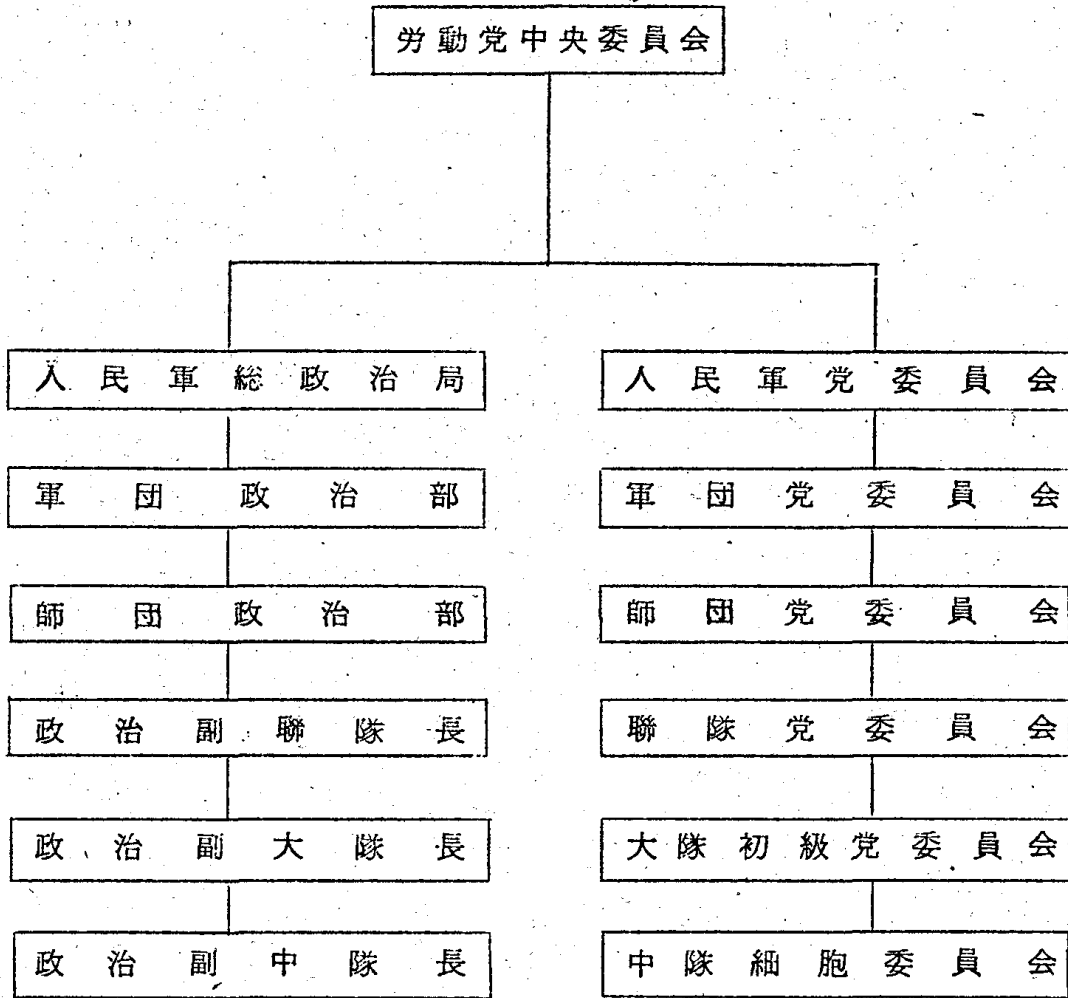 労動党中央委員会
人民軍総政治局
人民軍党委員会
軍団政治部
軍団党委員会
師団政治部
師団党委員会
政治副聯隊長
聯隊党委員会
政治副大隊長
大隊初級党委員会
政治副中隊長
中隊細胞委員会